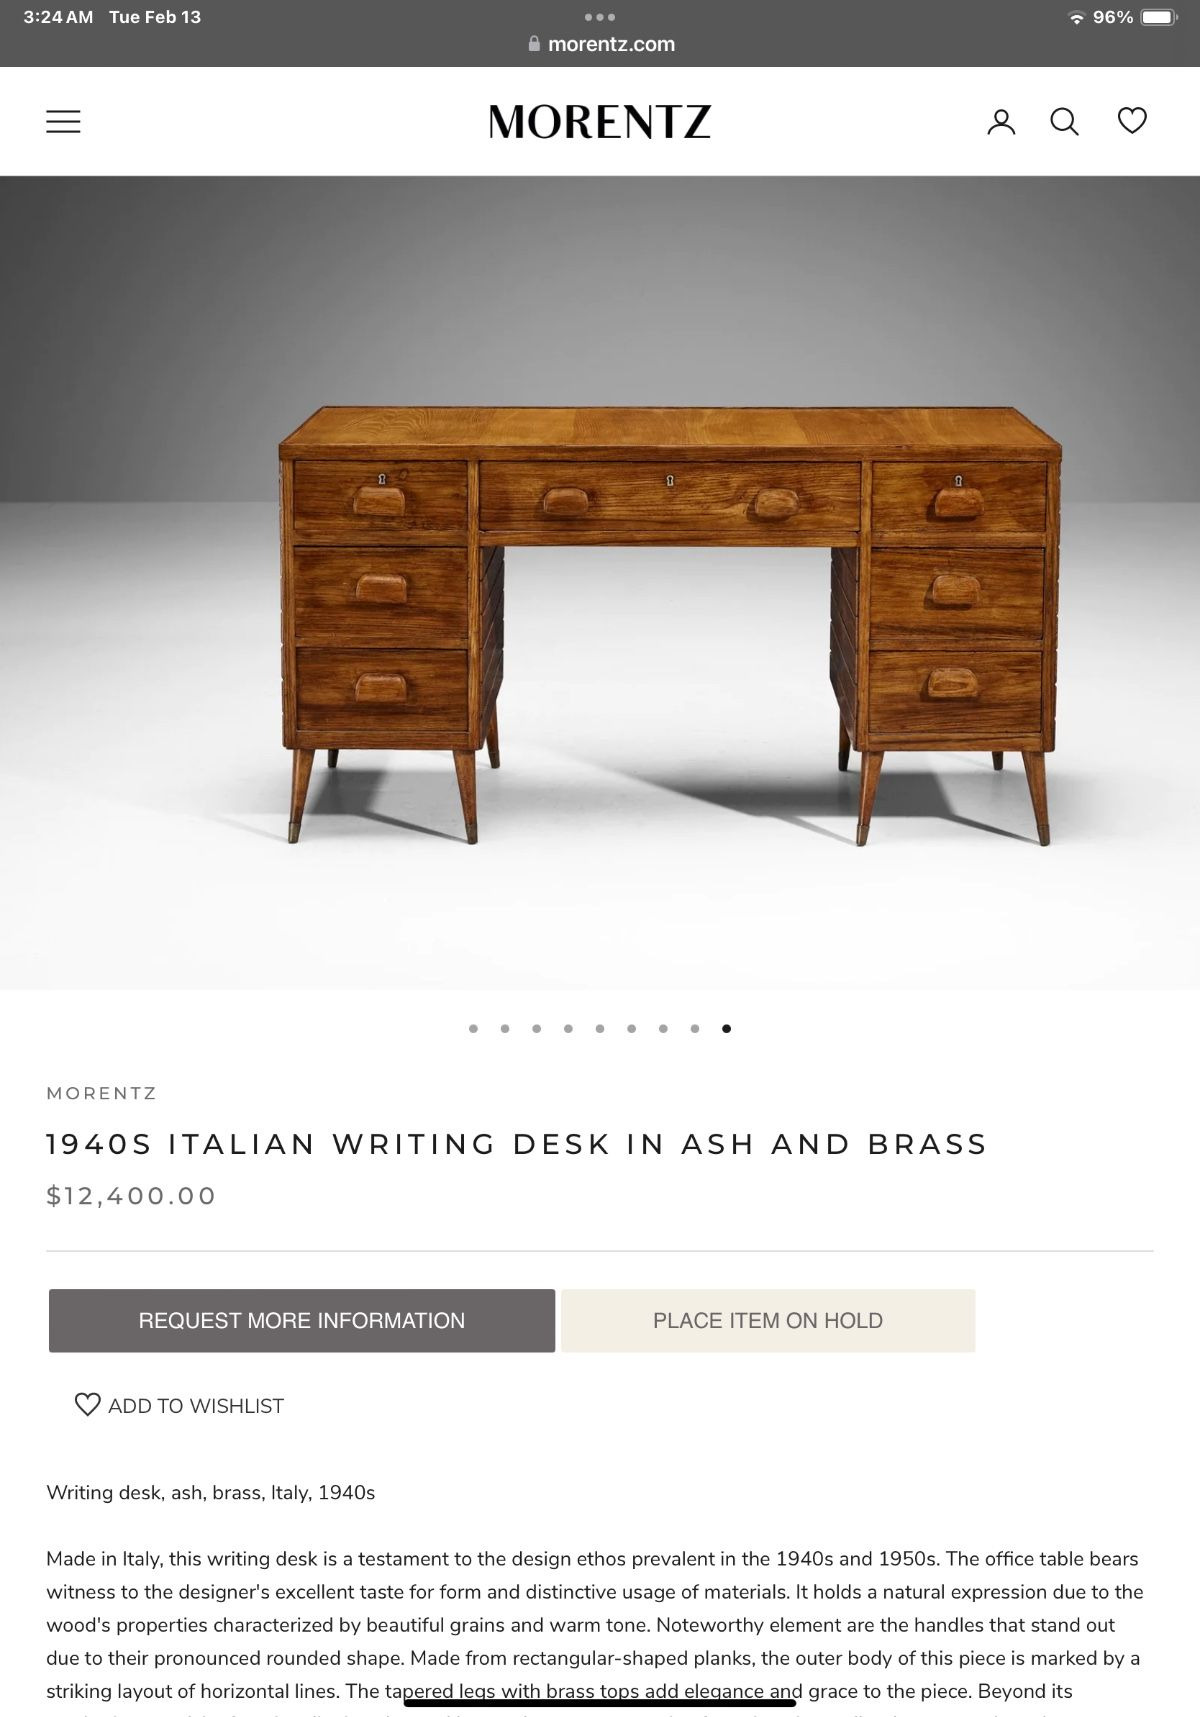 3:24 AM Tue Feb 13
96%
morentz.com
MORENTZ
MORENTZ
1940S ITALIAN WRITING DESK IN ASH AND BRASS
$12,400.00
REQUEST MORE INFORMATION
PLACE ITEM ON HOLD
ADD TO WISHLIST
Writing desk, ash, brass, Italy, 1940s
Made in Italy, this writing desk is a testament to the design ethos prevalent in the 1940s and 1950s. The office table bears
witness to the designer's excellent taste for form and distinctive usage of materials. It holds a natural expression due to the
wood's properties characterized by beautiful grains and warm tone. Noteworthy element are the handles that stand out
due to their pronounced rounded shape. Made from rectangular-shaped planks, the outer body of this piece is marked by a
striking layout of horizontal lines. The tapered legs with brass tops add elegance and grace to the piece. Beyond its